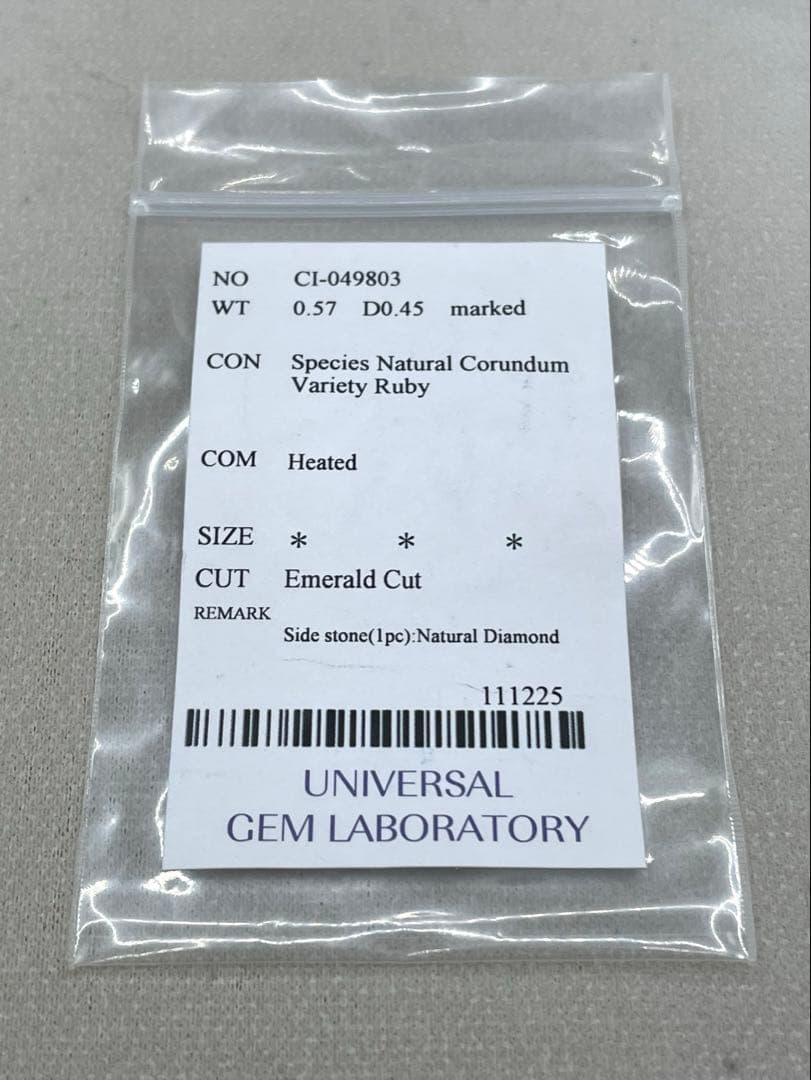 NO CI-049803
WT 0.57 D0.45 marked
CON Species Natural Corundum
Variety Ruby
COM Heated
SIZE * * *
CUT Emerald Cut
REMARK
Side stone(1pc):Natural Diamond
111225
UNIVERSAL
GEM LABORATORY